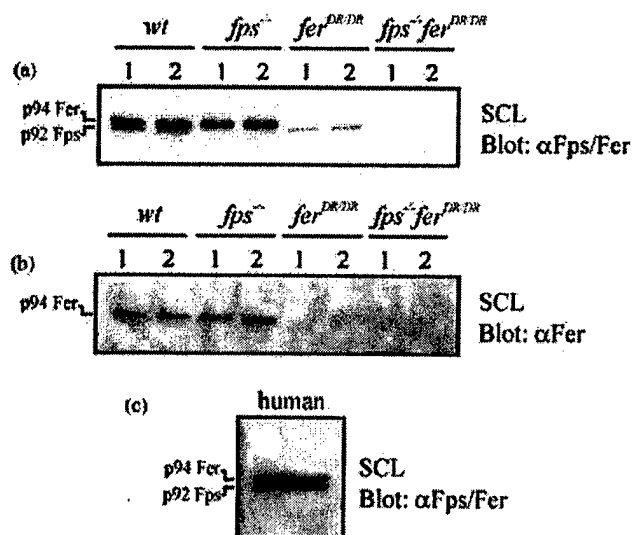 wt fps-/- ferDR/DR fps-/-ferDR/DR
(a) 1 2 1 2 1 2 1 2
p94 Fer
p92 Fps
SCL
Blot: αFps/Fer
wt fps-/- ferDR/DR fps-/-ferDR/DR
(b) 1 2 1 2 1 2 1 2
p94 Fer
SCL
Blot: αFer
(c) human
p94 Fer
p92 Fps
SCL
Blot: αFps/Fer